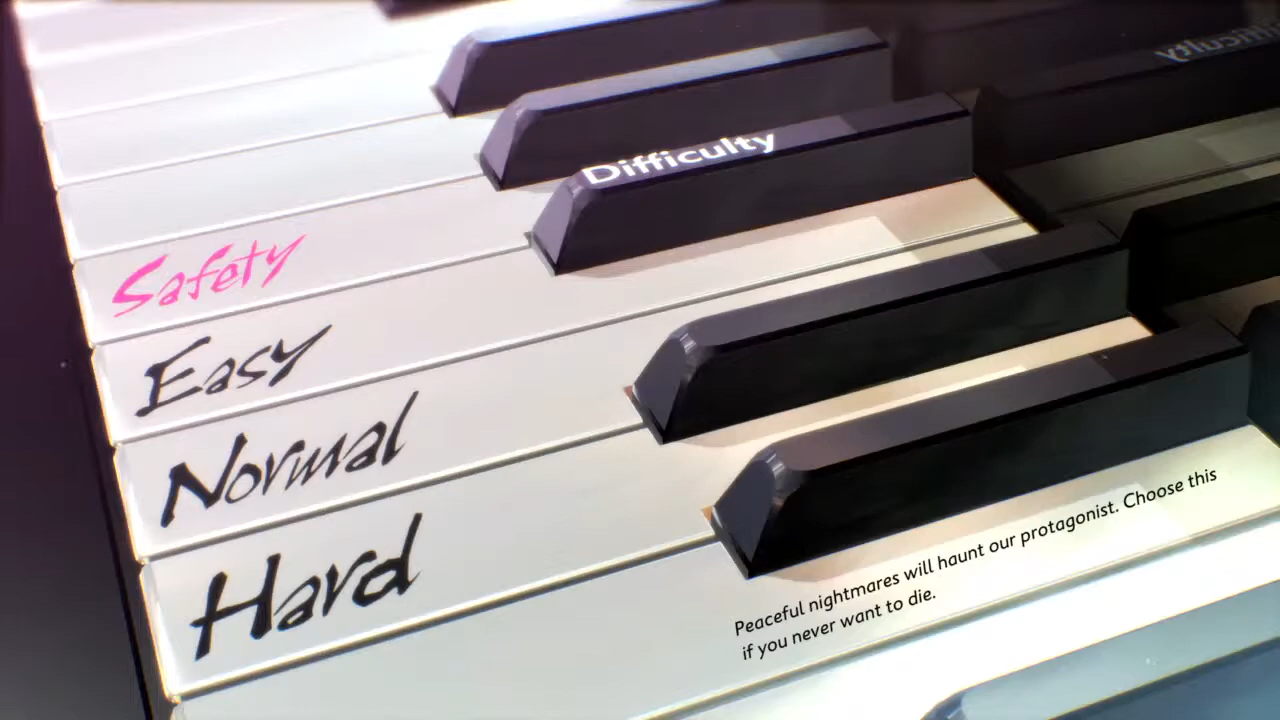 Difficulty
Difficulty
Safety
Easy
Normal
Hard
Peaceful nightmares will haunt our protagonist. Choose this
if you never want to die.